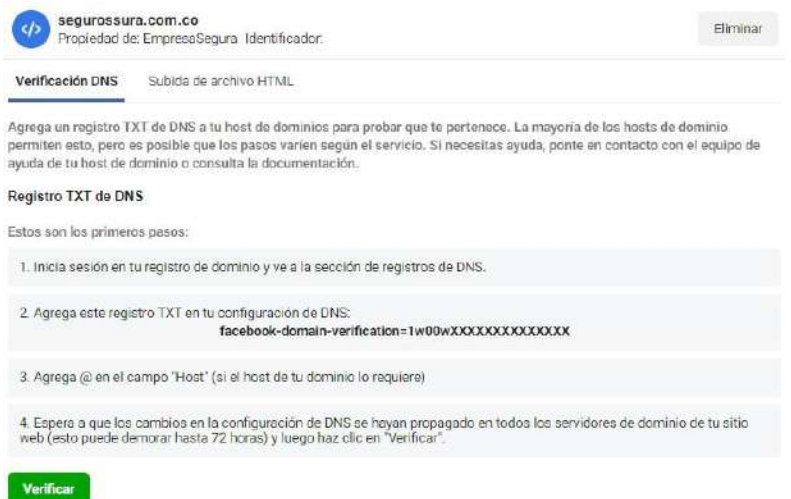 segurossura.com.co
Propiedad de: EmpresaSegura Identificador:
Eliminar
Verificación DNS
Subida de archivo HTML
Agrega un registro TXT de DNS a tu host de dominios para probar que te pertenece. La mayoría de los hosts de dominio
permiten esto, pero es posible que los pasos varíen según el servicio. Si necesitas ayuda, ponte en contacto con el equipo de
ayuda de tu host de dominio o consulta la documentación.
Registro TXT de DNS
Estos son los primeros pasos:
1. Inicia sesión en tu registro de dominio y ve a la sección de registros de DNS.
2. Agrega este registro TXT en tu configuración de DNS:
facebook-domain-verification=1w00wXXXXXXXXXXXXXX
3. Agrega @ en el campo "Host" (si el host de tu dominio lo requiere)
4. Espera a que los cambios en la configuración de DNS se hayan propagado en todos los servidores de dominio de tu sitio
web (esto puede demorar hasta 72 horas) y luego haz clic en "Verificar".
Verificar